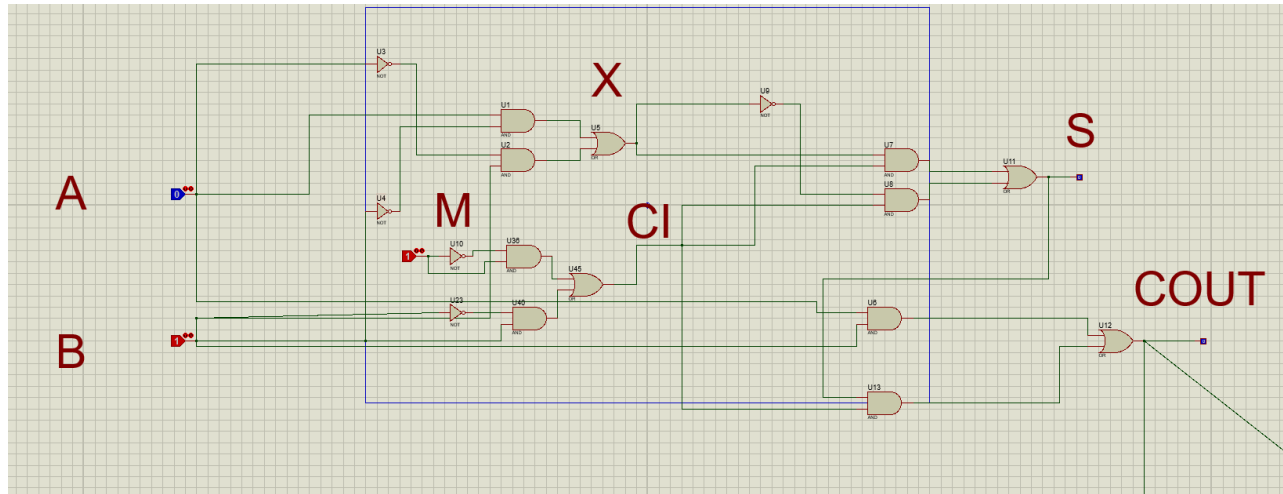 U3
NOT
X
U9
NOT
U1
AND
U5
OR
S
U2
AND
U7
AND
U11
OR
A
0
U8
AND
U4
NOT
M
CI
1
U10
NOT
U36
AND
U45
OR
COUT
U23
NOT
U46
AND
U6
AND
B
1
U12
OR
U13
AND